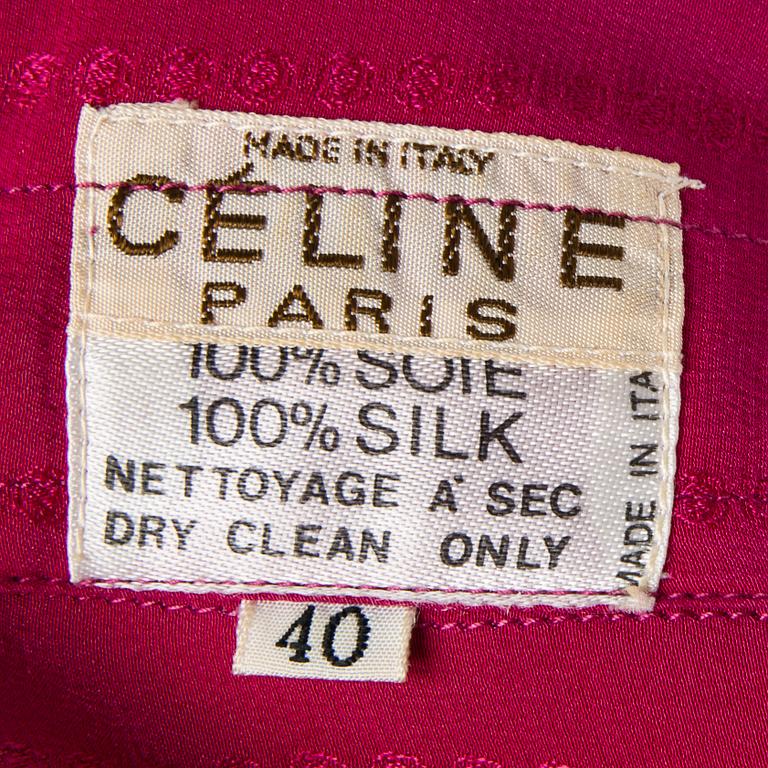 MADE IN ITALY
CÉLINE
PARIS
100% SOIE
100% SILK
NETTOYAGE À SEC
DRY CLEAN ONLY
MADE IN ITA
40